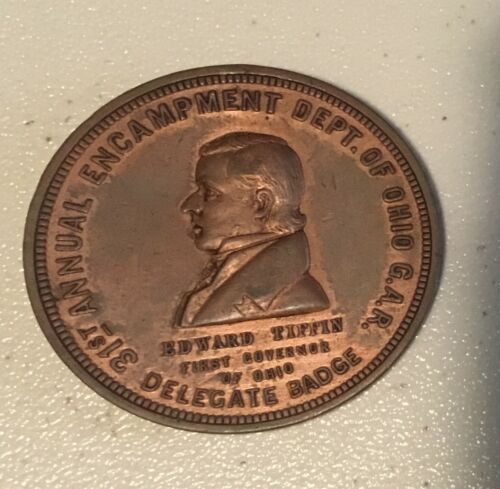 31ST ANNUAL ENCAMPMENT DEPT. OF OHIO G.A.R.
EDWARD TIFFIN
FIRST GOVERNOR
OF OHIO
DELEGATE BADGE